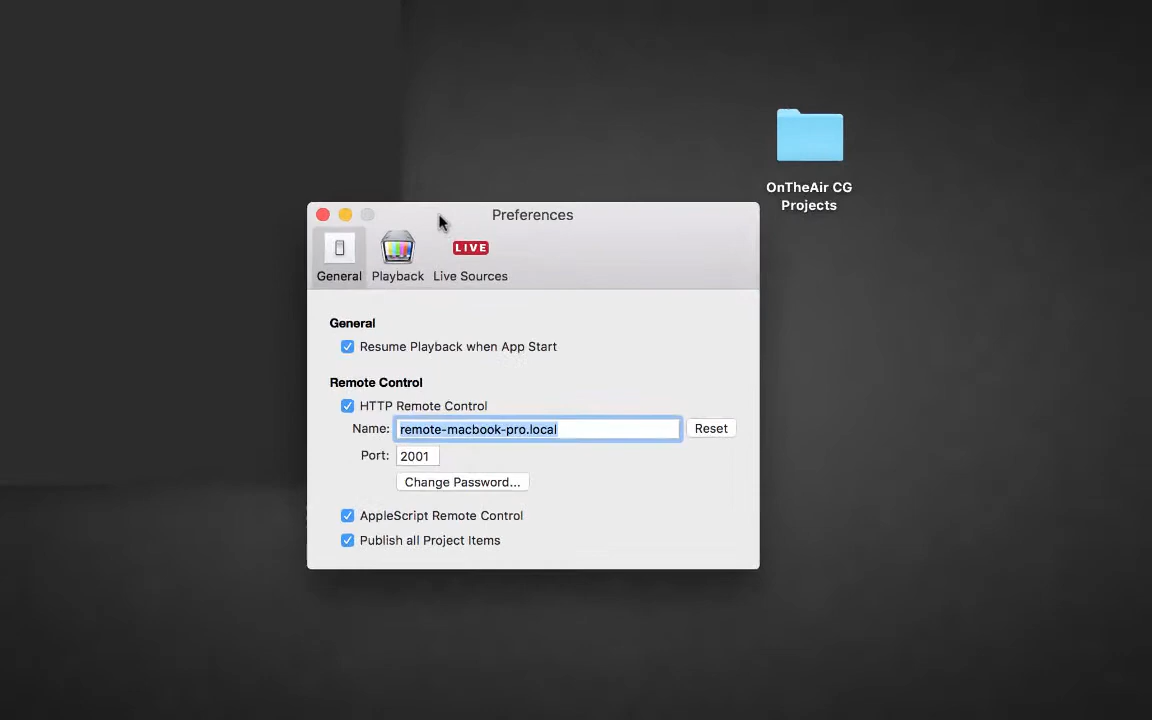 OnTheAir CG
Projects
Preferences
LIVE
General
Playback
Live Sources
General
Resume Playback when App Start
Remote Control
HTTP Remote Control
Name: remote-macbook-pro.local Reset
Port: 2001
Change Password...
AppleScript Remote Control
Publish all Project Items